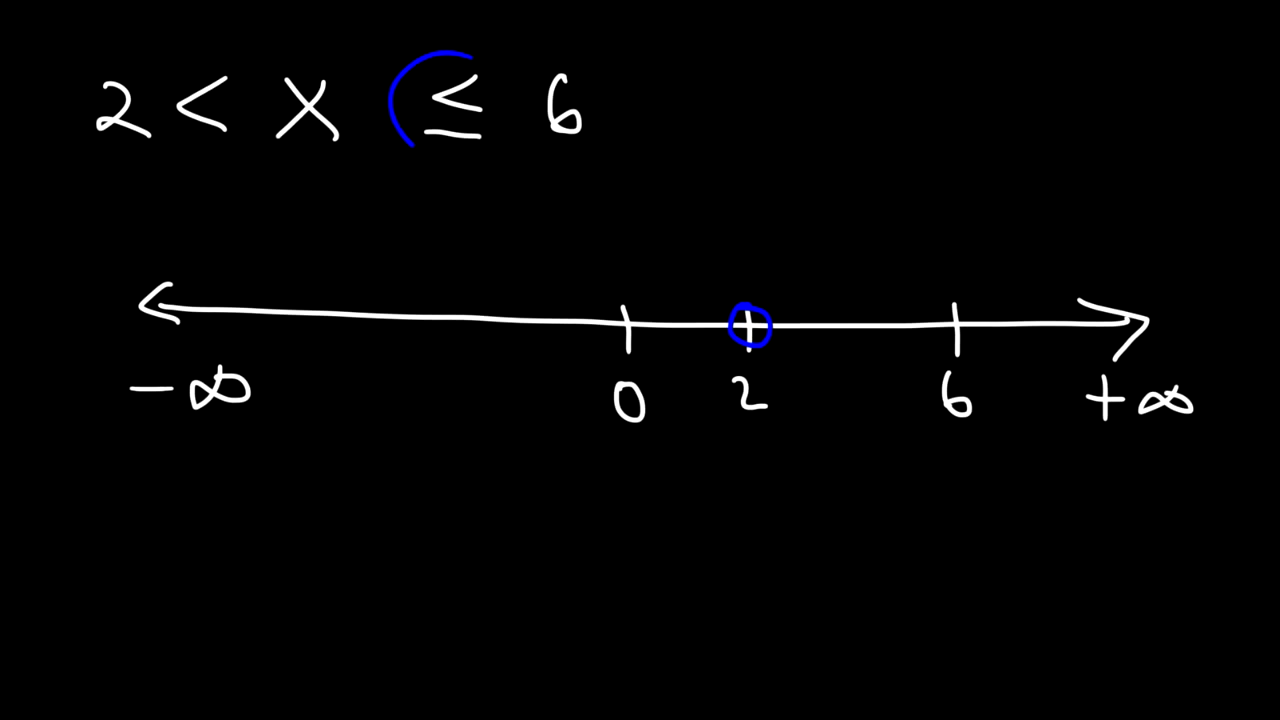 2 < x ≤ 6
-∞ 0 2 6 +∞